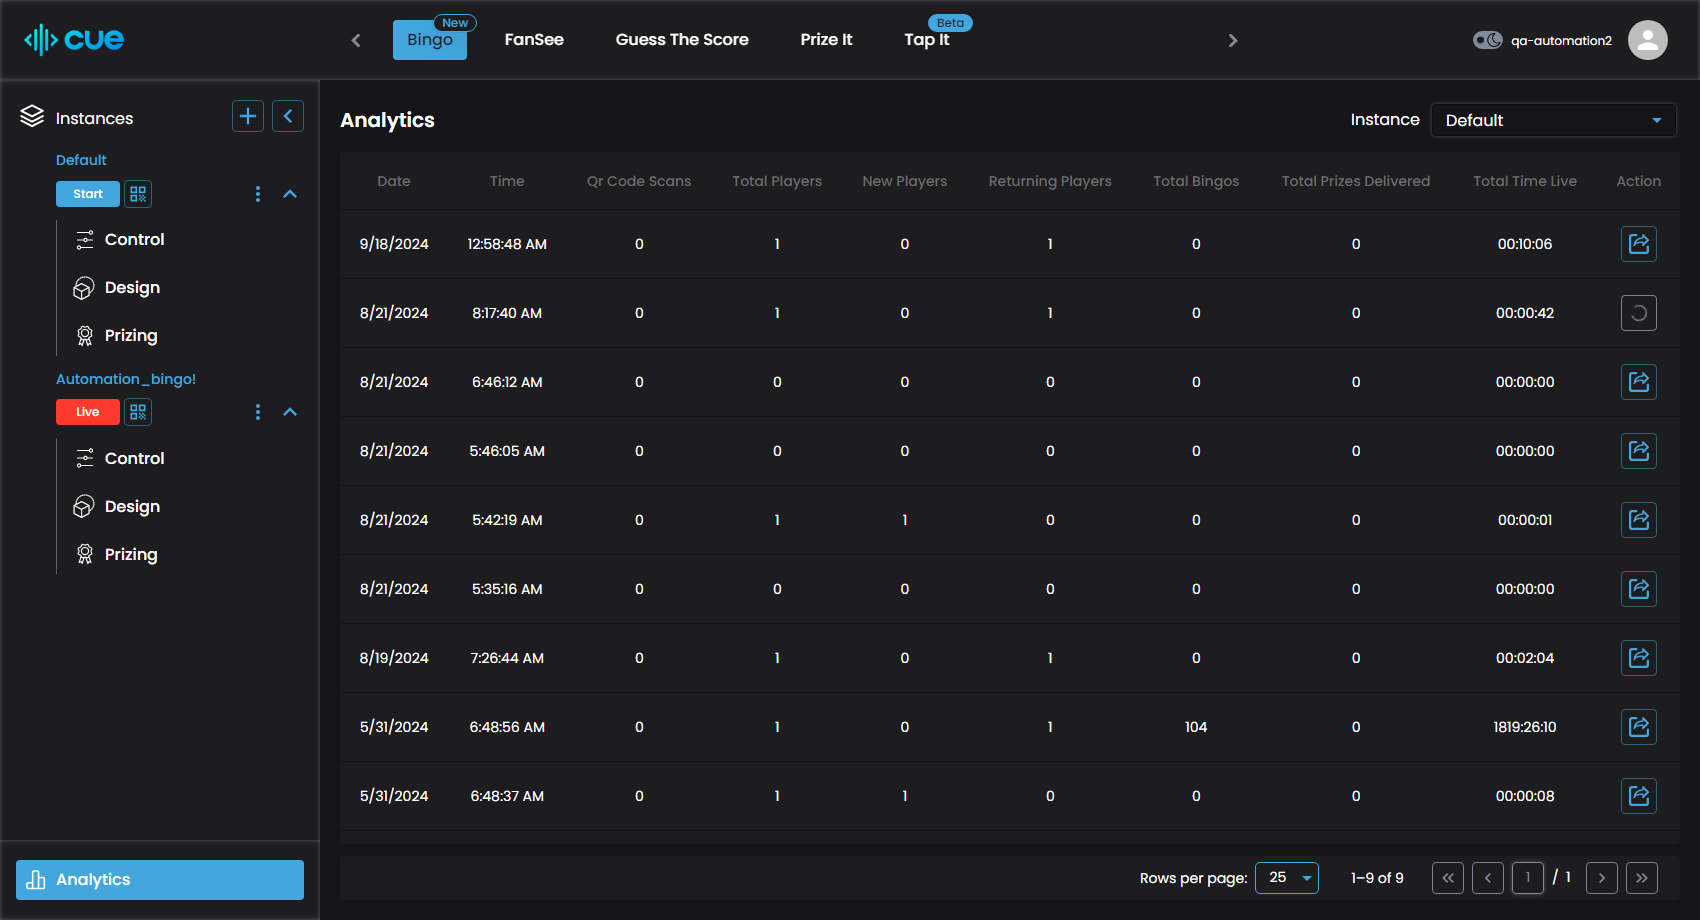 cue
Bingo New
FanSee
Guess The Score
Prize It
Tap It Beta
qa-automation2
Instances
Default
Start
Control
Design
Prizing
Automation_bingo!
Live
Control
Design
Prizing
Analytics
Analytics
Instance Default
Date Time Qr Code Scans Total Players New Players Returning Players Total Bingos Total Prizes Delivered Total Time Live Action
9/18/2024 12:58:48 AM 0 1 0 1 0 0 00:10:06
8/21/2024 8:17:40 AM 0 1 0 1 0 0 00:00:42
8/21/2024 6:46:12 AM 0 0 0 0 0 0 00:00:00
8/21/2024 5:46:05 AM 0 0 0 0 0 0 00:00:00
8/21/2024 5:42:19 AM 0 1 1 0 0 0 00:00:01
8/21/2024 5:35:16 AM 0 0 0 0 0 0 00:00:00
8/19/2024 7:26:44 AM 0 1 0 1 0 0 00:02:04
5/31/2024 6:48:56 AM 0 1 0 1 104 0 1819:26:10
5/31/2024 6:48:37 AM 0 1 1 0 0 0 00:00:08
Rows per page: 25 1–9 of 9 1 / 1